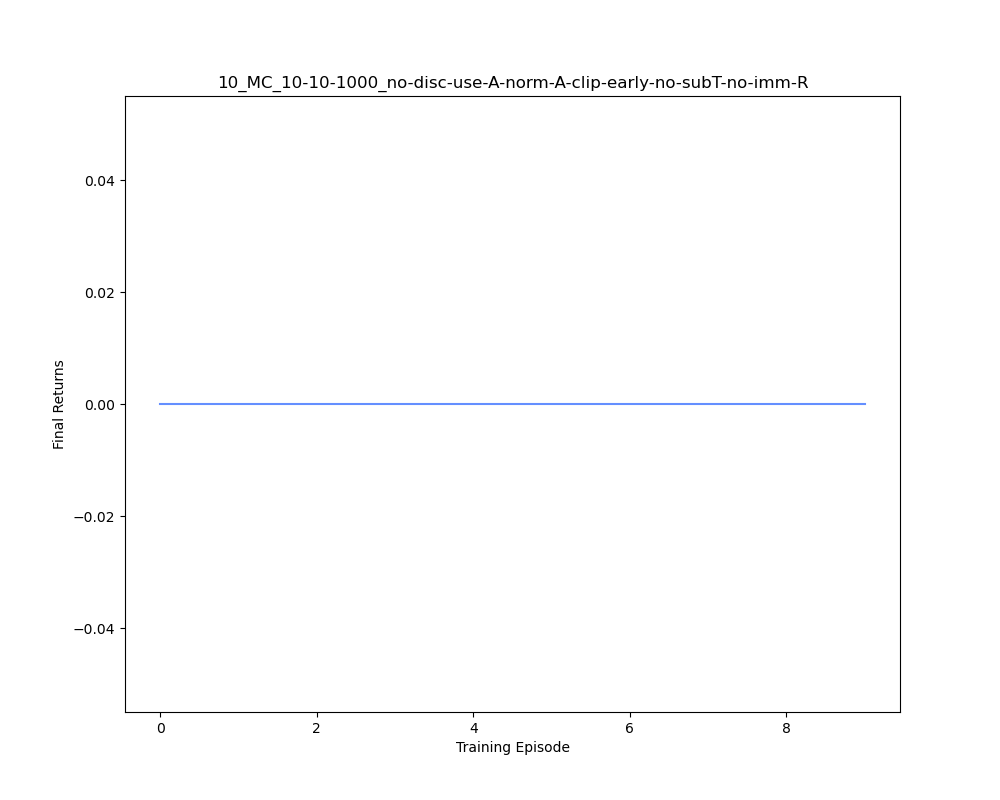 10_MC_10-10-1000_no-disc-use-A-norm-A-clip-early-no-subT-no-imm-R
0.04
0.02
0.00
−0.02
−0.04
Final Returns
0 2 4 6 8
Training Episode